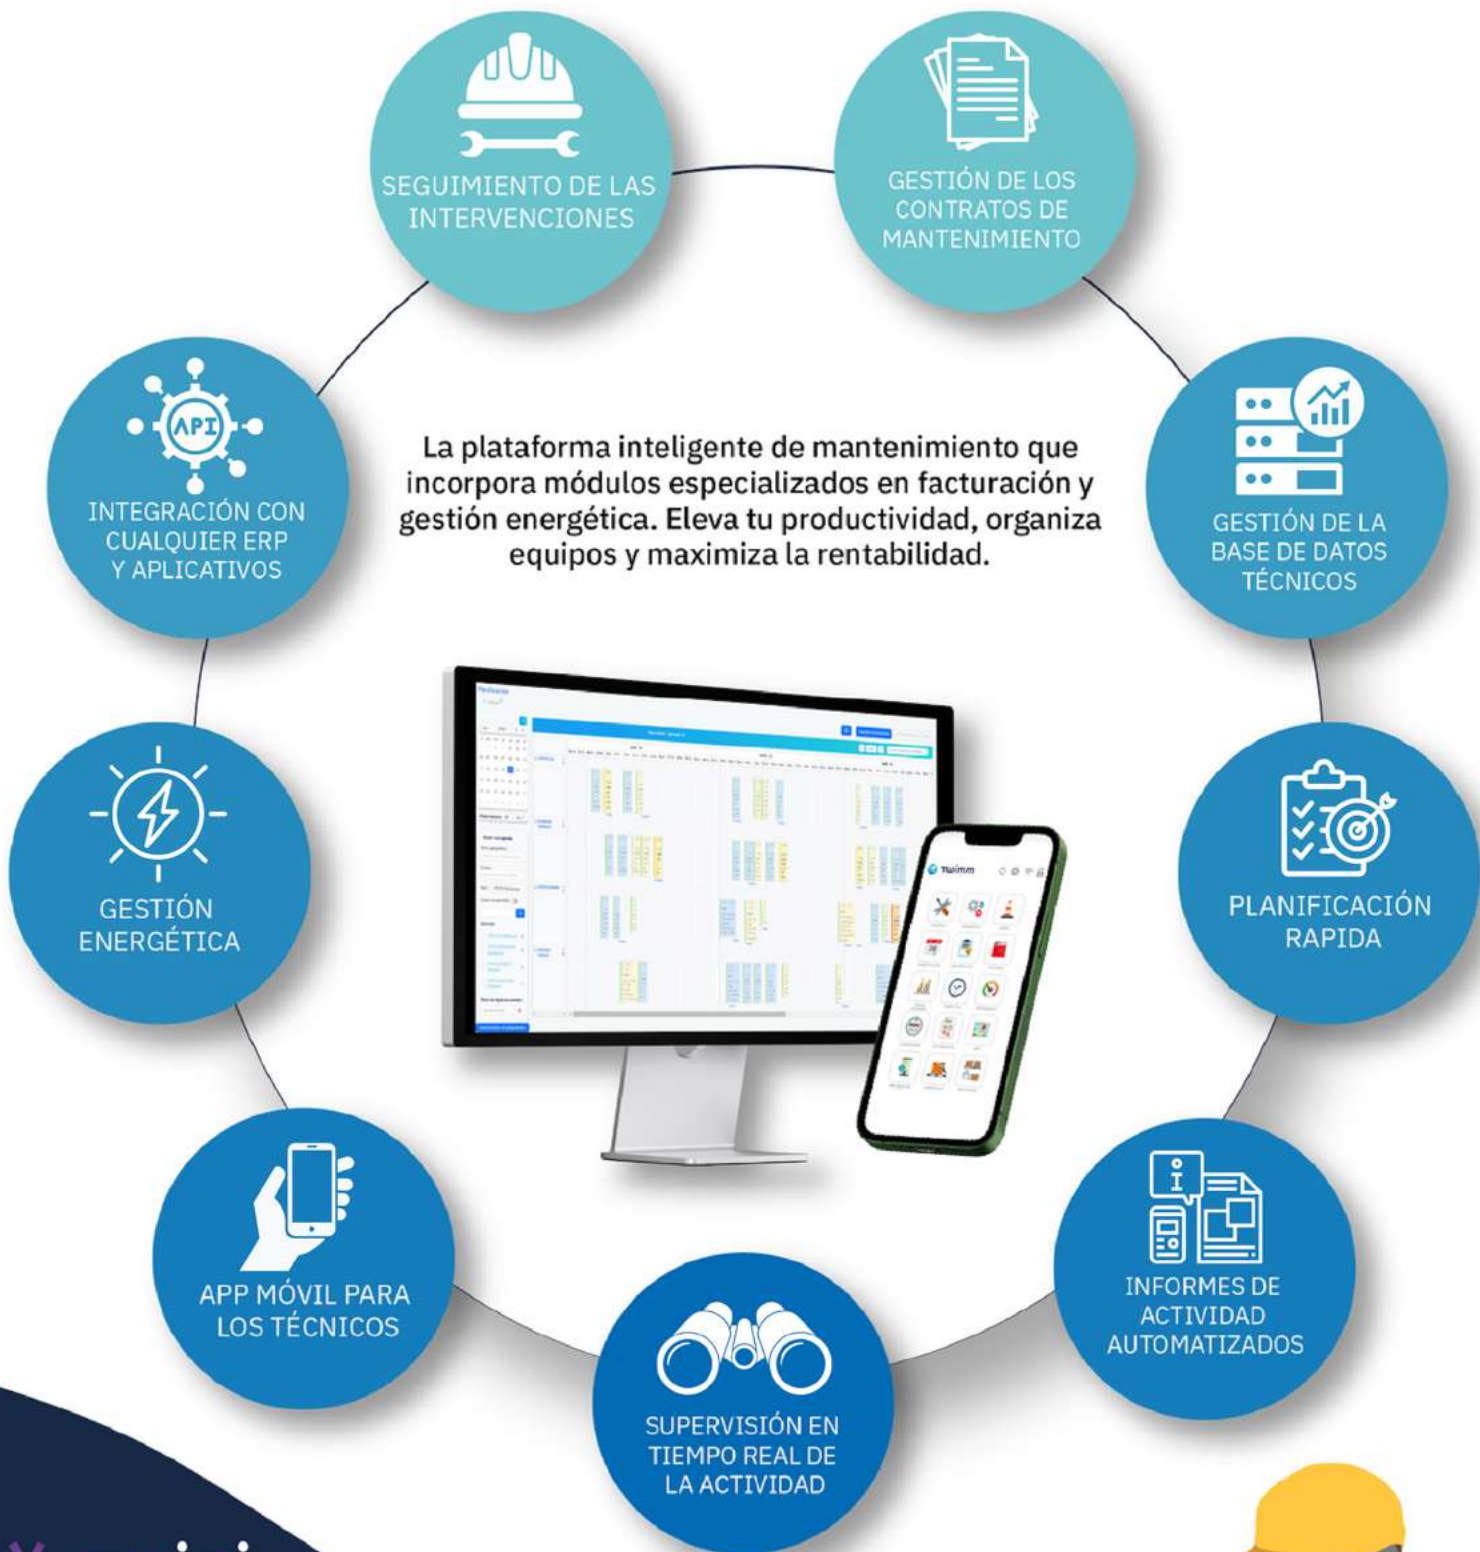 SEGUIMIENTO DE LAS
INTERVENCIONES
GESTIÓN DE LOS
CONTRATOS DE
MANTENIMIENTO
API
INTEGRACIÓN CON
CUALQUIER ERP
Y APLICATIVOS
La plataforma inteligente de mantenimiento que
incorpora módulos especializados en facturación y
gestión energética. Eleva tu productividad, organiza
equipos y maximiza la rentabilidad.
GESTIÓN DE LA
BASE DE DATOS
TÉCNICOS
GESTIÓN
ENERGÉTICA
Planificación
twimm
PLANIFICACIÓN
RAPIDA
APP MÓVIL PARA
LOS TÉCNICOS
INFORMES DE
ACTIVIDAD
AUTOMATIZADOS
SUPERVISIÓN EN
TIEMPO REAL DE
LA ACTIVIDAD